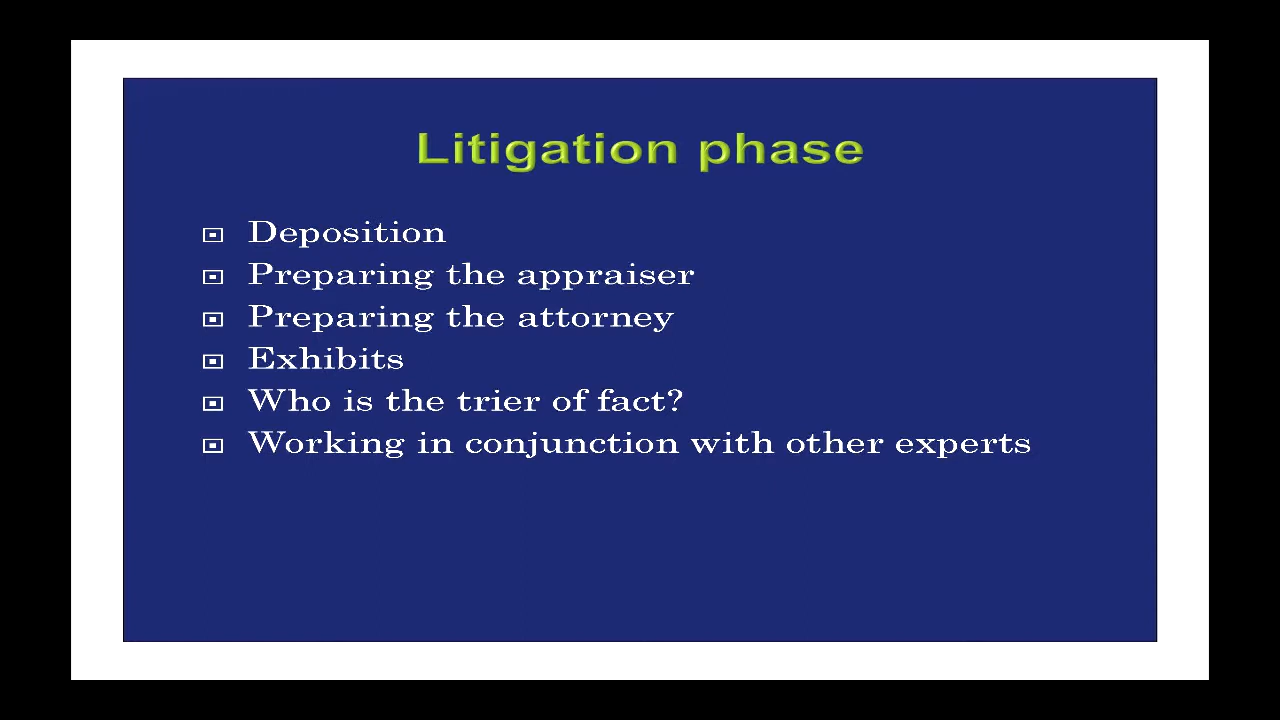 Litigation phase
Deposition
Preparing the appraiser
Preparing the attorney
Exhibits
Who is the trier of fact?
Working in conjunction with other experts